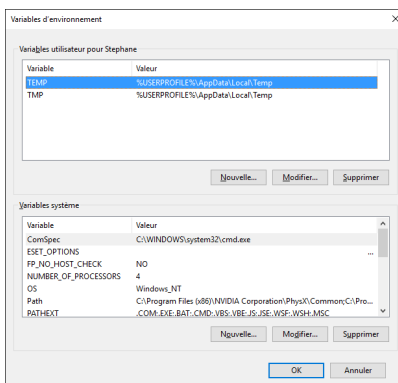 Variables d'environnement
Variables utilisateur pour Stephane
Variable Valeur
TEMP %USERPROFILE%\AppData\Local\Temp
TMP %USERPROFILE%\AppData\Local\Temp
Nouvelle... Modifier... Supprimer
Variables système
Variable Valeur
ComSpec C:\WINDOWS\system32\cmd.exe
ESET_OPTIONS ...
FP_NO_HOST_CHECK NO
NUMBER_OF_PROCESSORS 4
OS Windows_NT
Path C:\Program Files (x86)\NVIDIA Corporation\PhysX\Common;C:\Pro...
PATHEXT .COM;.EXE;.BAT;.CMD;.VBS;.VBE;.JS;.JSE;.WSF;.WSH;.MSC
Nouvelle... Modifier... Supprimer
OK Annuler